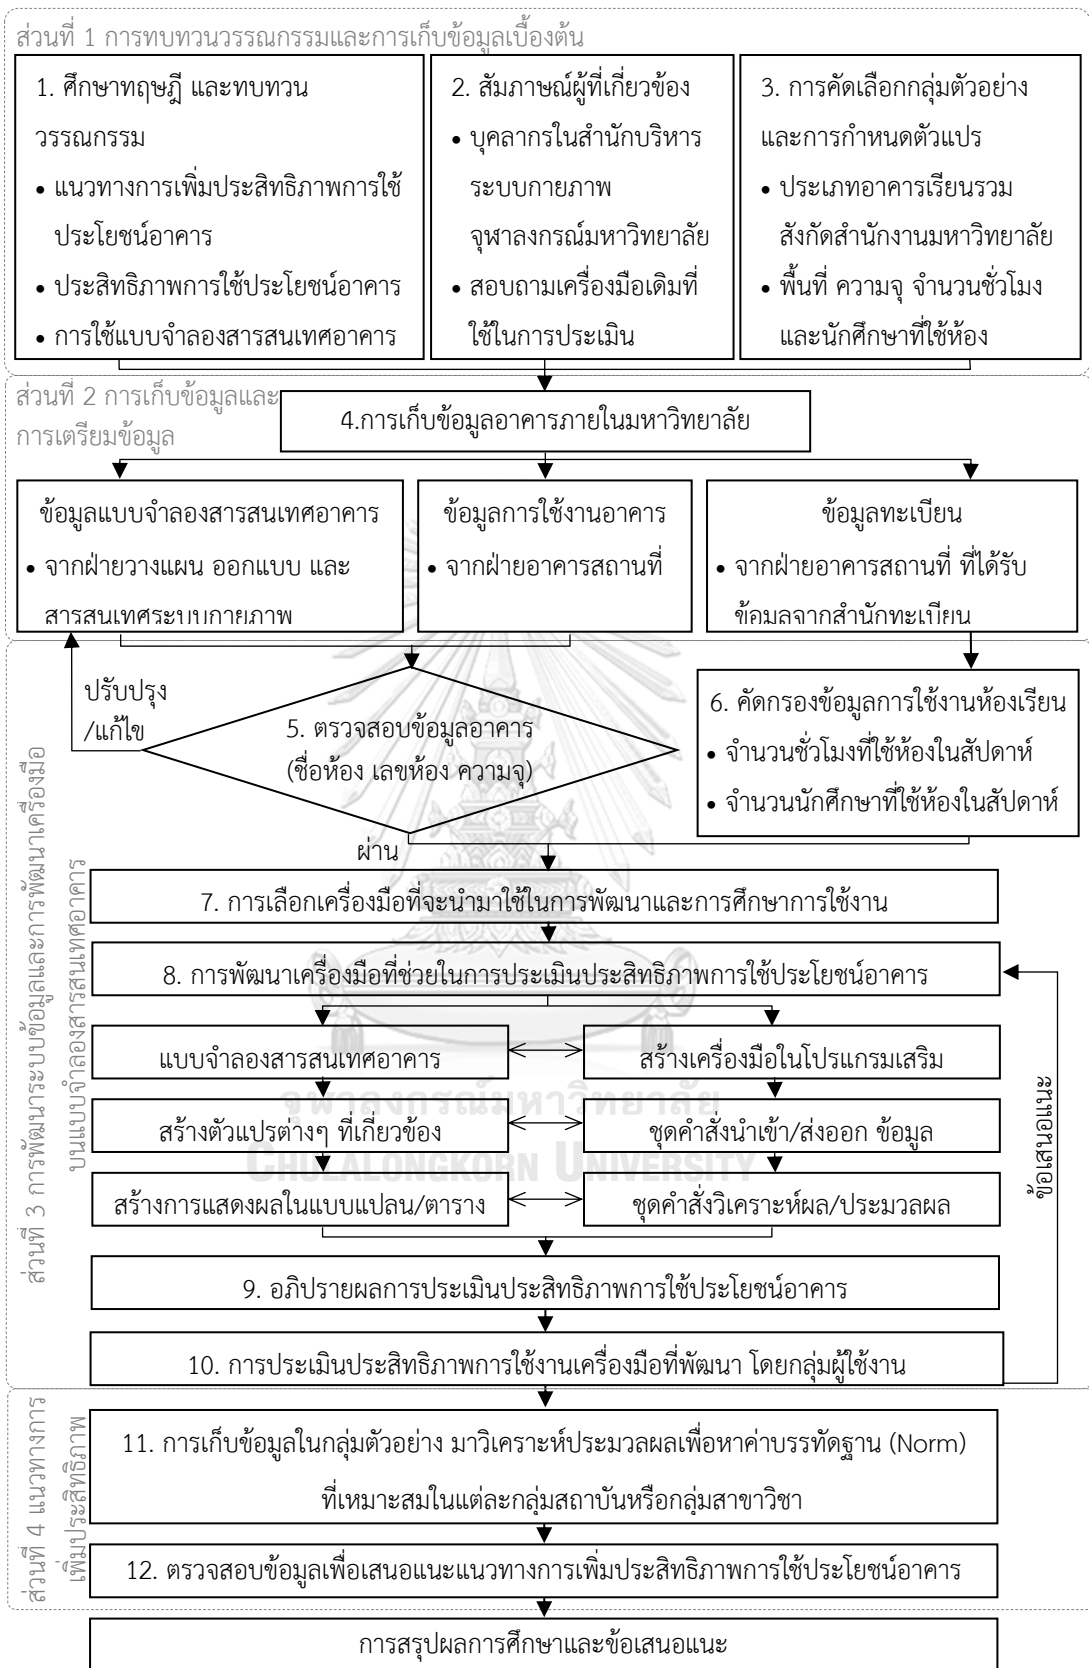 ส่วนที่ 1 การทบทวนวรรณกรรมและการเก็บข้อมูลเบื้องต้น
1. ศึกษาทฤษฎี และทบทวน
วรรณกรรม
• แนวทางการเพิ่มประสิทธิภาพการใช้
ประโยชน์อาคาร
• ประสิทธิภาพการใช้ประโยชน์อาคาร
• การใช้แบบจำลองสารสนเทศอาคาร
2. สัมภาษณ์ผู้ที่เกี่ยวข้อง
• บุคลากรในสำนักบริหาร
ระบบกายภาพ
จุฬาลงกรณ์มหาวิทยาลัย
• สอบถามเครื่องมือเดิมที่
ใช้ในการประเมิน
3. การคัดเลือกกลุ่มตัวอย่าง
และการกำหนดตัวแปร
• ประเภทอาคารเรียนรวม
สังกัดสำนักงานมหาวิทยาลัย
• พื้นที่ ความจุ จำนวนชั่วโมง
และนักศึกษาที่ใช้ห้อง
ส่วนที่ 2 การเก็บข้อมูลและ
การเตรียมข้อมูล
4.การเก็บข้อมูลอาคารภายในมหาวิทยาลัย
ข้อมูลแบบจำลองสารสนเทศอาคาร
• จากฝ่ายวางแผน ออกแบบ และ
สารสนเทศระบบกายภาพ
ข้อมูลการใช้งานอาคาร
• จากฝ่ายอาคารสถานที่
ข้อมูลทะเบียน
• จากฝ่ายอาคารสถานที่ ที่ได้รับ
ข้อมูลจากสำนักทะเบียน
ส่วนที่ 3 การพัฒนาระบบข้อมูลและการพัฒนาเครื่องมือ
บนแบบจำลองสารสนเทศอาคาร
ปรับปรุง
/แก้ไข
5. ตรวจสอบข้อมูลอาคาร
(ชื่อห้อง เลขห้อง ความจุ)
6. คัดกรองข้อมูลการใช้งานห้องเรียน
• จำนวนชั่วโมงที่ใช้ห้องในสัปดาห์
• จำนวนนักศึกษาที่ใช้ห้องในสัปดาห์
ผ่าน
7. การเลือกเครื่องมือที่จะนำมาใช้ในการพัฒนาและการศึกษาการใช้งาน
8. การพัฒนาเครื่องมือที่ช่วยในการประเมินประสิทธิภาพการใช้ประโยชน์อาคาร
แบบจำลองสารสนเทศอาคาร
สร้างเครื่องมือในโปรแกรมเสริม
จุฬาลงกรณ์มหาวิทยาลัย
สร้างตัวแปรต่างๆ ที่เกี่ยวข้อง
ชุดคำสั่งนำเข้า/ส่งออก ข้อมูล
CHULALONGKORN UNIVERSITY
สร้างการแสดงผลในแบบแปลน/ตาราง
ชุดคำสั่งวิเคราะห์ผล/ประมวลผล
ข้อเสนอแนะ
9. อภิปรายผลการประเมินประสิทธิภาพการใช้ประโยชน์อาคาร
10. การประเมินประสิทธิภาพการใช้งานเครื่องมือที่พัฒนา โดยกลุ่มผู้ใช้งาน
ส่วนที่ 4 แนวทางการ
เพิ่มประสิทธิภาพ
11. การเก็บข้อมูลในกลุ่มตัวอย่าง มาวิเคราะห์ประมวลผลเพื่อหาค่าบรรทัดฐาน (Norm)
ที่เหมาะสมในแต่ละกลุ่มสถาบันหรือกลุ่มสาขาวิชา
12. ตรวจสอบข้อมูลเพื่อเสนอแนะแนวทางการเพิ่มประสิทธิภาพการใช้ประโยชน์อาคาร
การสรุปผลการศึกษาและข้อเสนอแนะ